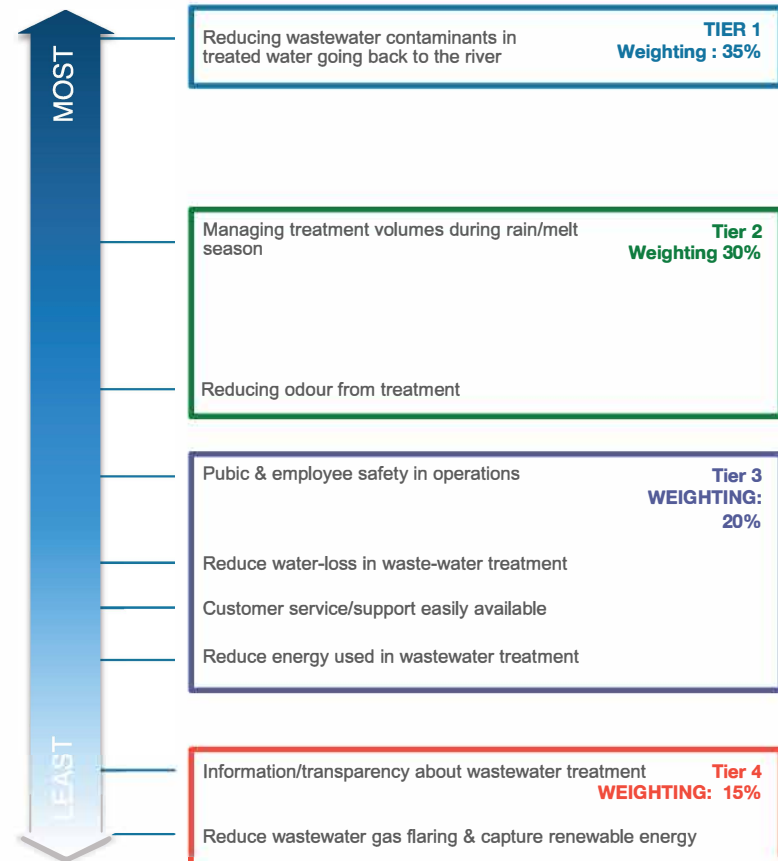 MOST
Reducing wastewater contaminants in
treated water going back to the river
TIER 1
Weighting : 35%
Managing treatment volumes during rain/melt
season
Tier 2
Weighting 30%
Reducing odour from treatment
Pubic & employee safety in operations
Tier 3
WEIGHTING:
20%
Reduce water-loss in waste-water treatment
Customer service/support easily available
Reduce energy used in wastewater treatment
LEAST
Information/transparency about wastewater treatment
Tier 4
WEIGHTING: 15%
Reduce wastewater gas flaring & capture renewable energy